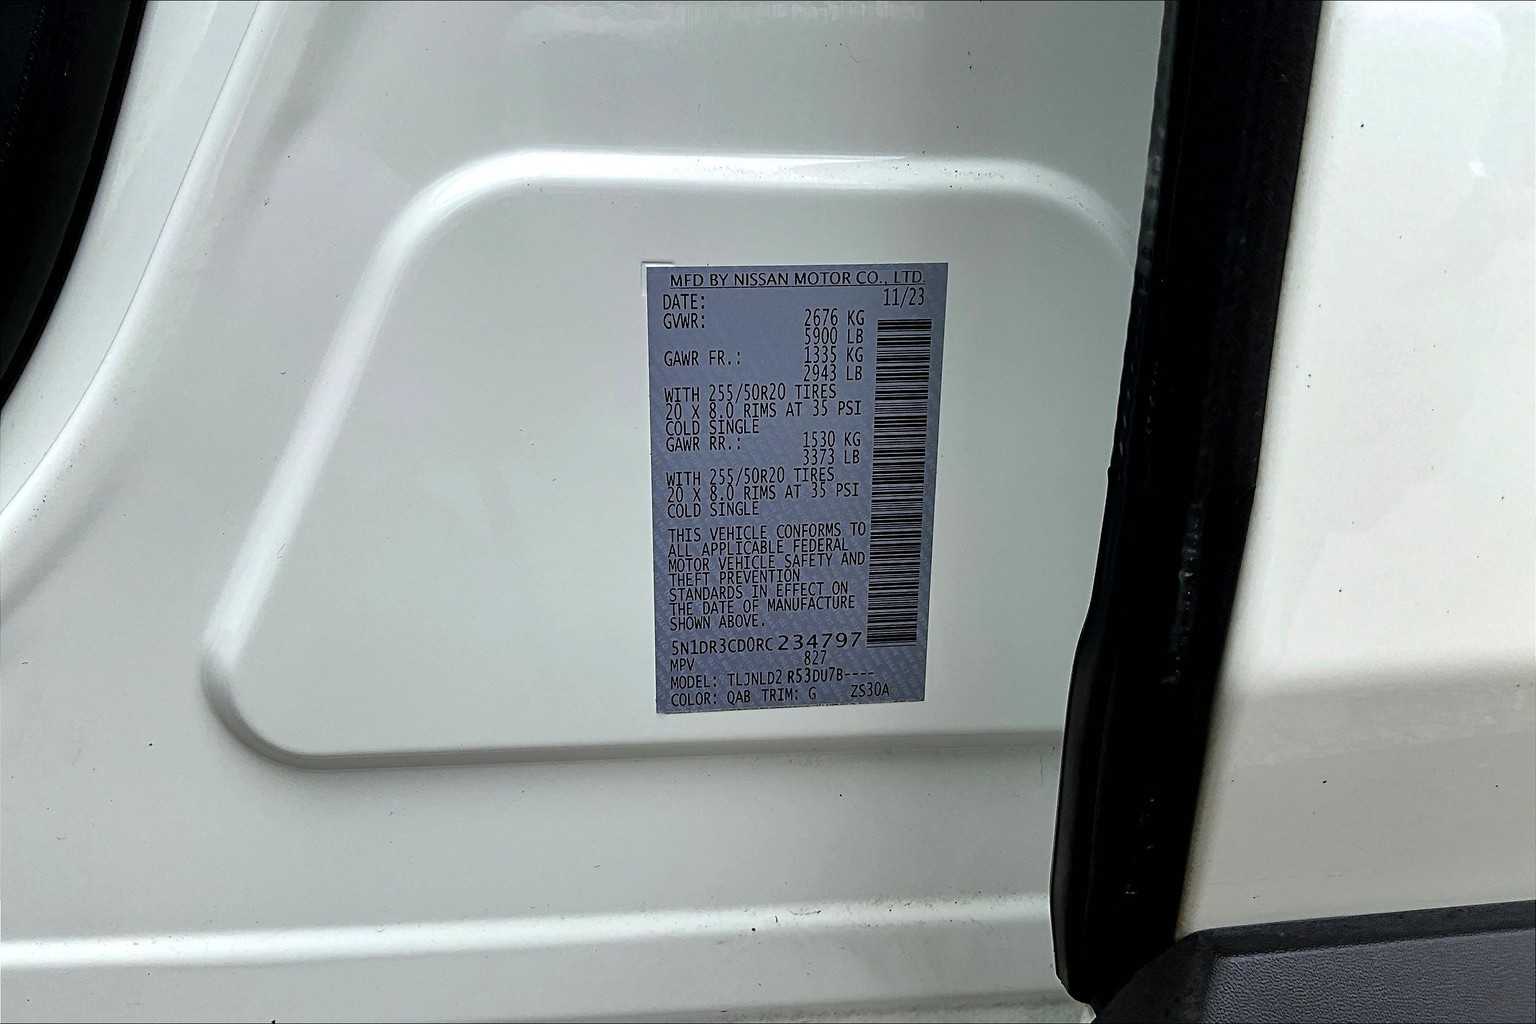 MFD BY NISSAN MOTOR CO., LTD.
DATE: 11/23
GVWR: 2676 KG
5900 LB
GAWR FR.: 1335 KG
2943 LB
WITH 255/50R20 TIRES
20 X 8.0 RIMS AT 35 PSI
COLD SINGLE
GAWR RR.: 1530 KG
3373 LB
WITH 255/50R20 TIRES
20 X 8.0 RIMS AT 35 PSI
COLD SINGLE
THIS VEHICLE CONFORMS TO
ALL APPLICABLE FEDERAL
MOTOR VEHICLE SAFETY AND
THEFT PREVENTION
STANDARDS IN EFFECT ON
THE DATE OF MANUFACTURE
SHOWN ABOVE.
5N1DR3CD0RC234797
MPV 827
MODEL: TLJNLD2 R53DU7B----
COLOR: QAB TRIM: G ZS30A